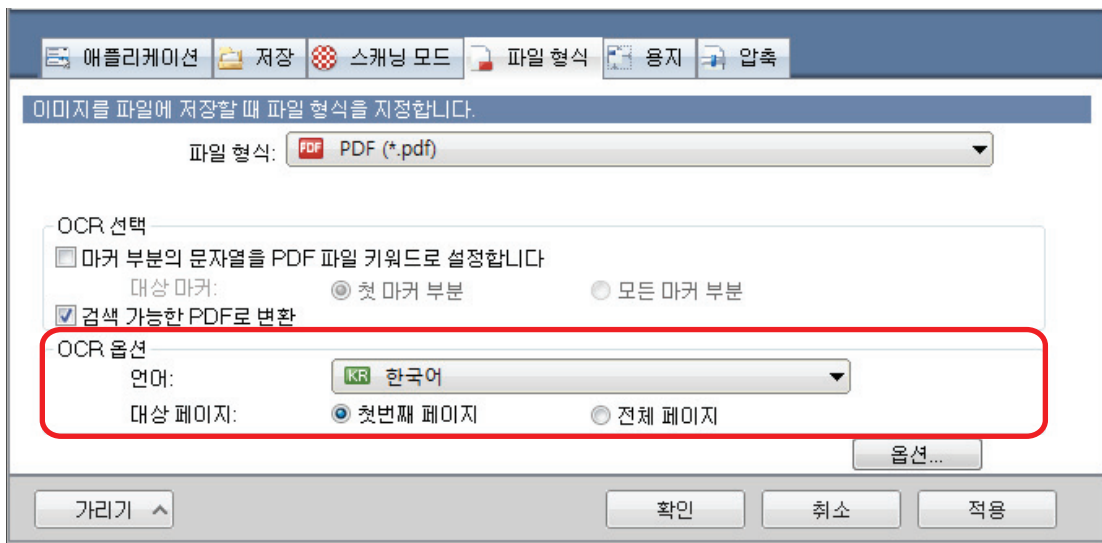 애플리케이션 저장 스캐닝 모드 파일 형식 용지 압축
이미지를 파일에 저장할 때 파일 형식을 지정합니다.
파일 형식: PDF PDF (*.pdf)
OCR 선택
마커 부분의 문자열을 PDF 파일 키워드로 설정합니다
대상 마커: 첫 마커 부분 모든 마커 부분
검색 가능한 PDF로 변환
OCR 옵션
언어: KR 한국어
대상 페이지: 첫번째 페이지 전체 페이지
옵션...
가리기 확인 취소 적용